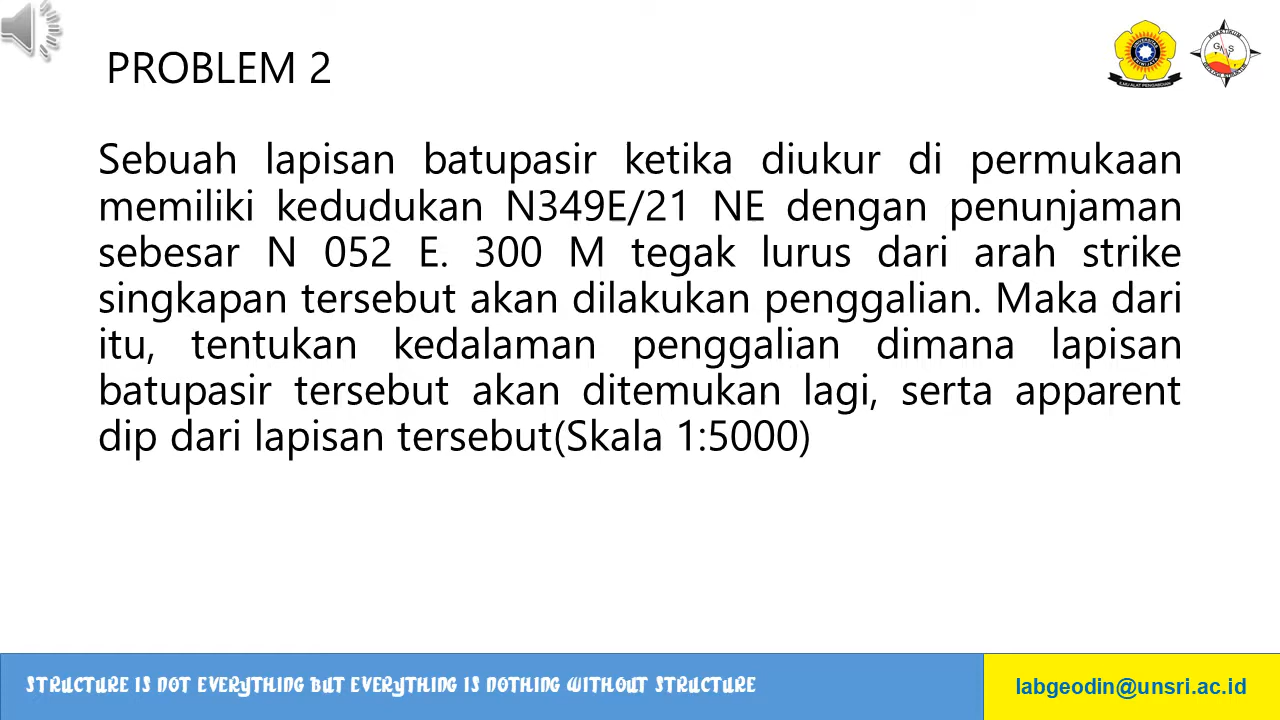 PROBLEM 2
Sebuah lapisan batupasir ketika diukur di permukaan
memiliki kedudukan N349E/21 NE dengan penunjaman
sebesar N 052 E. 300 M tegak lurus dari arah strike
singkapan tersebut akan dilakukan penggalian. Maka dari
itu, tentukan kedalaman penggalian dimana lapisan
batupasir tersebut akan ditemukan lagi, serta apparent
dip dari lapisan tersebut(Skala 1:5000)
STRUCTURE IS NOT EVERYTHING BUT EVERYTHING IS NOTHING WITHOUT STRUCTURE
labgeodin@unsri.ac.id